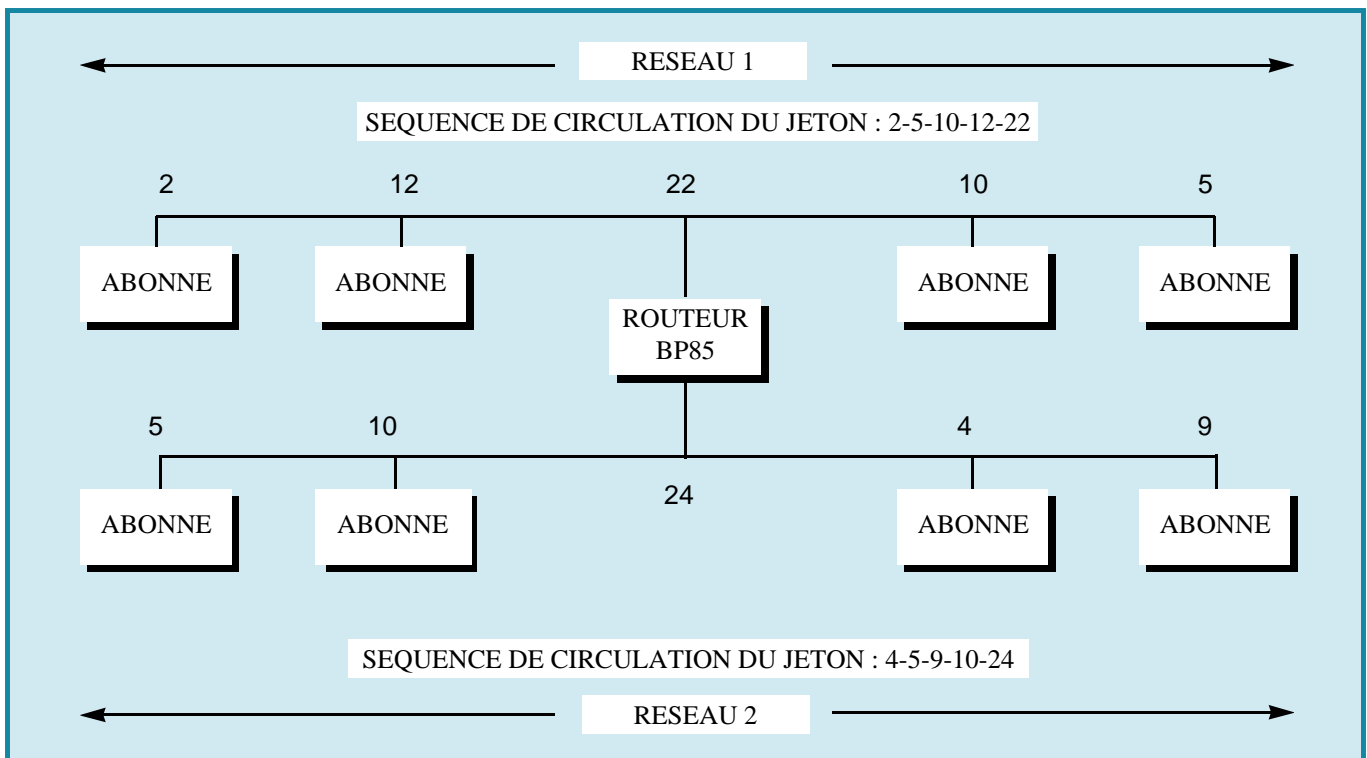 RESEAU 1
SEQUENCE DE CIRCULATION DU JETON : 2-5-10-12-22
2 12 22 10 5
ABONNE ABONNE ABONNE ABONNE
ROUTEUR
BP85
5 10 4 9
24
ABONNE ABONNE ABONNE ABONNE
SEQUENCE DE CIRCULATION DU JETON : 4-5-9-10-24
RESEAU 2